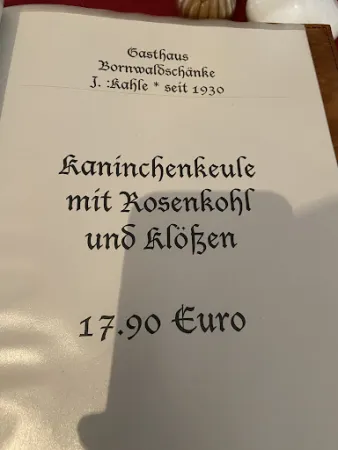 Gasthaus
Bornwaldschänke
J. :Kahle * seit 1930
Kaninchenkeule
mit Rosenkohl
und Klößen
17.90 Euro